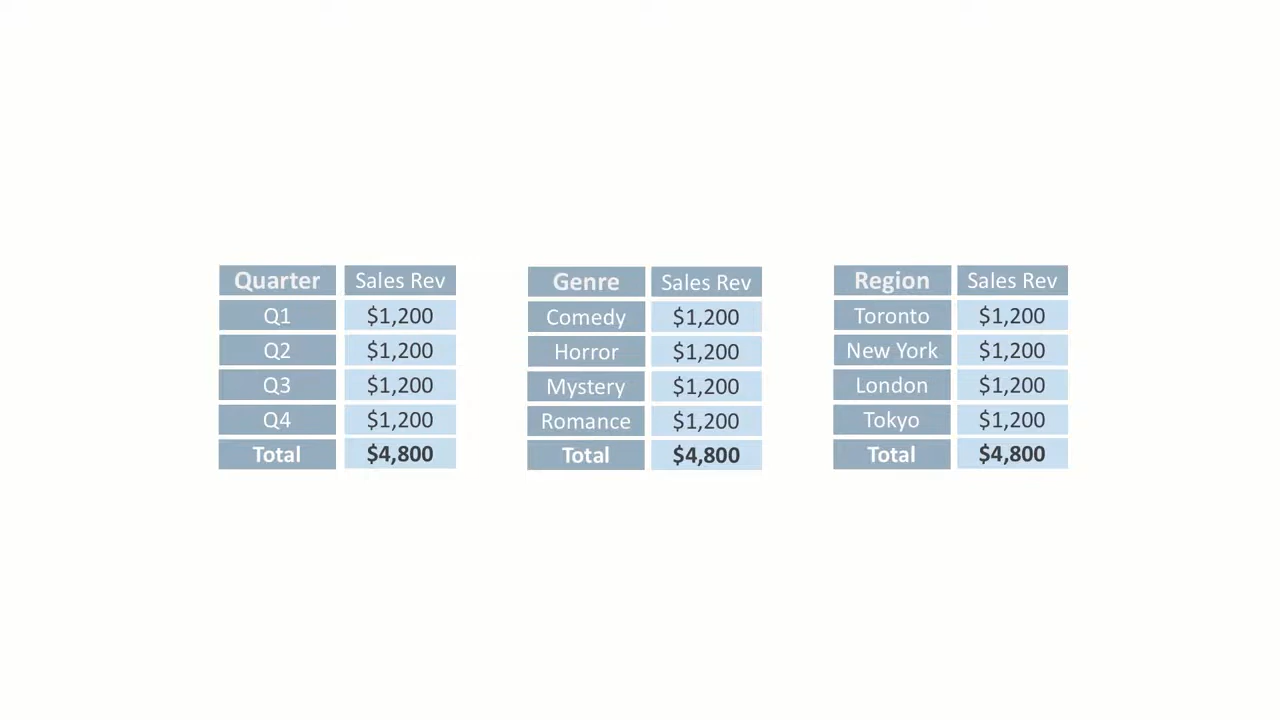 Quarter Sales Rev
Q1 $1,200
Q2 $1,200
Q3 $1,200
Q4 $1,200
Total $4,800
Genre Sales Rev
Comedy $1,200
Horror $1,200
Mystery $1,200
Romance $1,200
Total $4,800
Region Sales Rev
Toronto $1,200
New York $1,200
London $1,200
Tokyo $1,200
Total $4,800